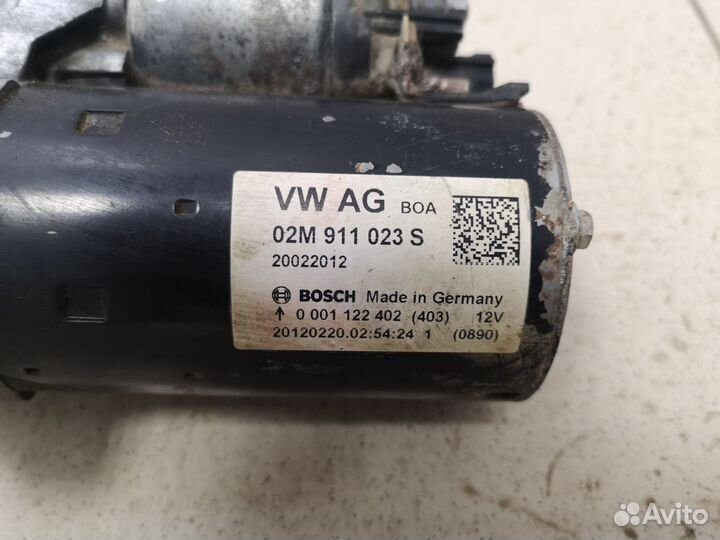 VW AG BOA
02M 911 023 S
20022012
BOSCH Made in Germany
↑ 0 001 122 402 (403) 12V
20120220.02:54:24 1 (0890)
Avito